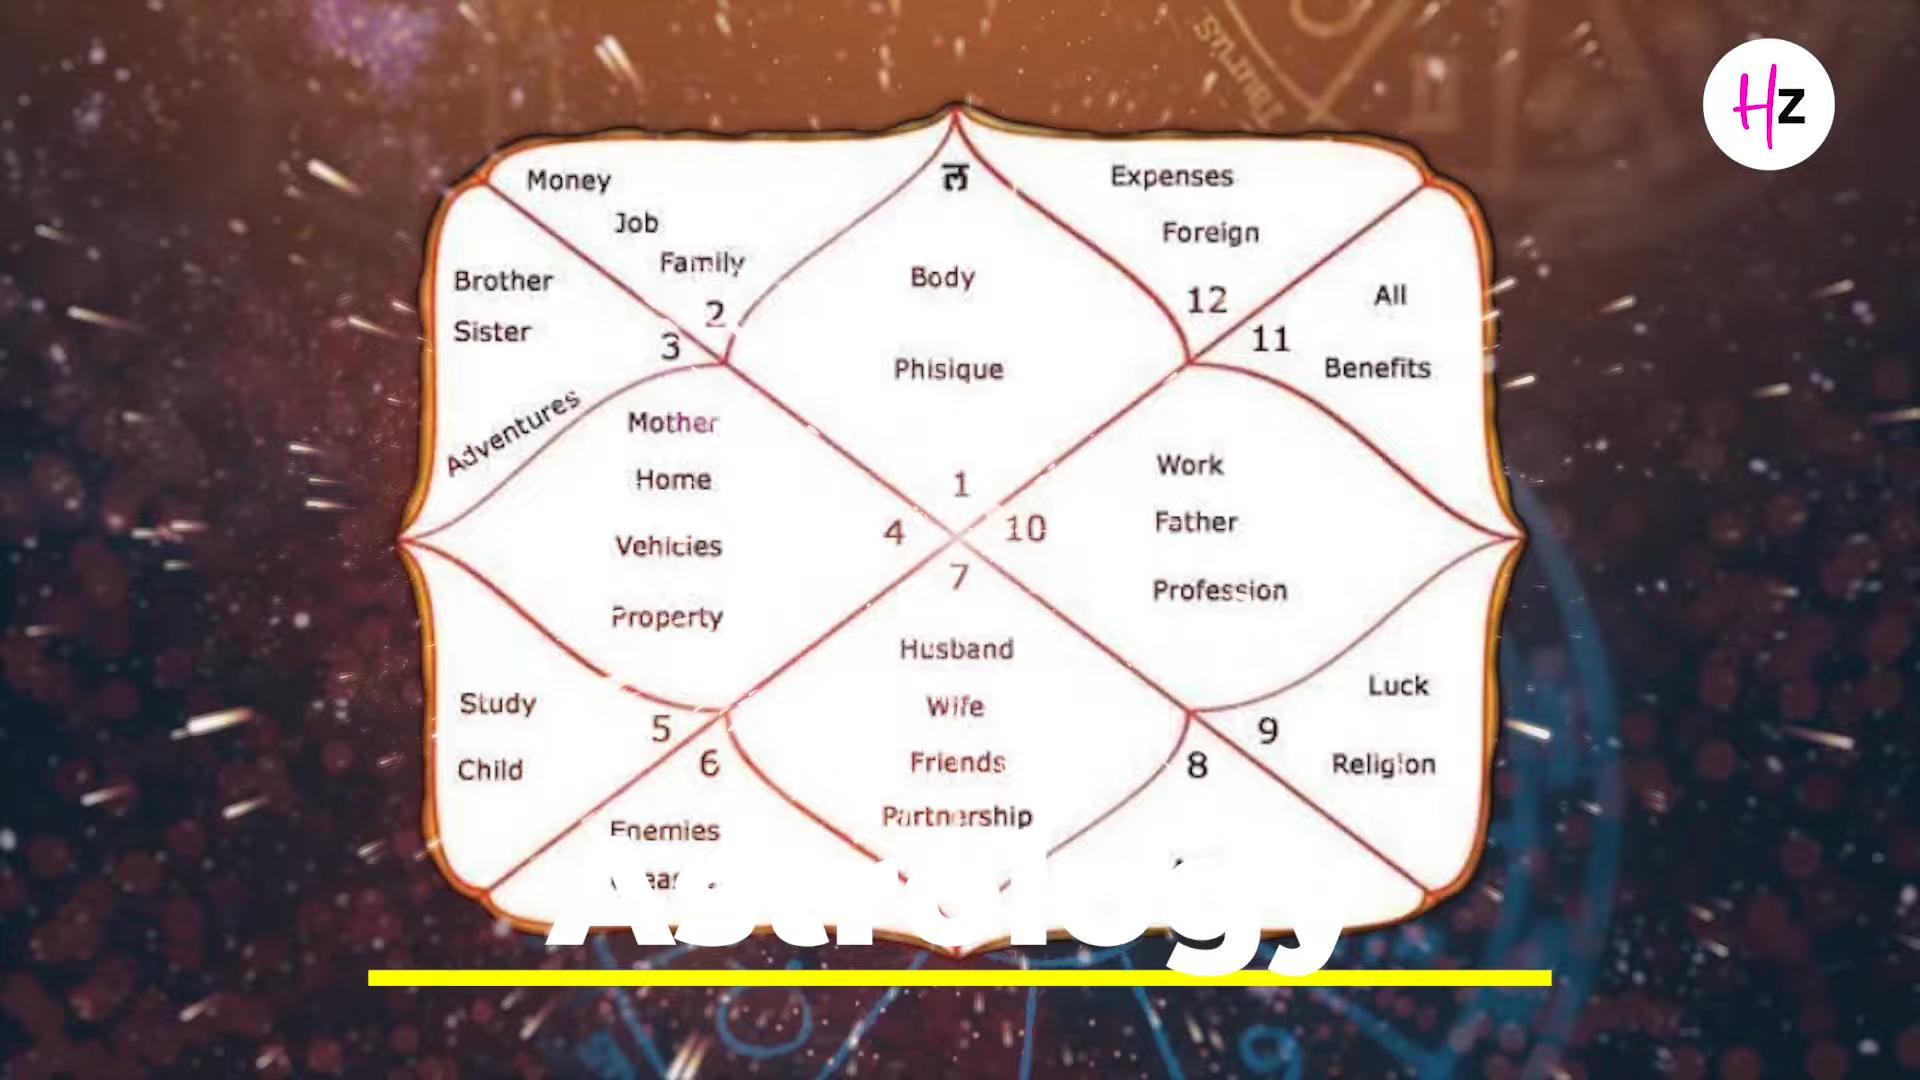 Hz
Taurus
ल
Money
Job
Family
2
Brother
Sister
3
Adventures
Body
Phisique
1
Expenses
Foreign
12
All
11
Benefits
Mother
Home
4
Vehicles
Property
Work
Father
10
Profession
7
Husband
Wife
Friends
Partnership
Study
5
Child
6
Enemies
8
Luck
9
Religion
Astrology